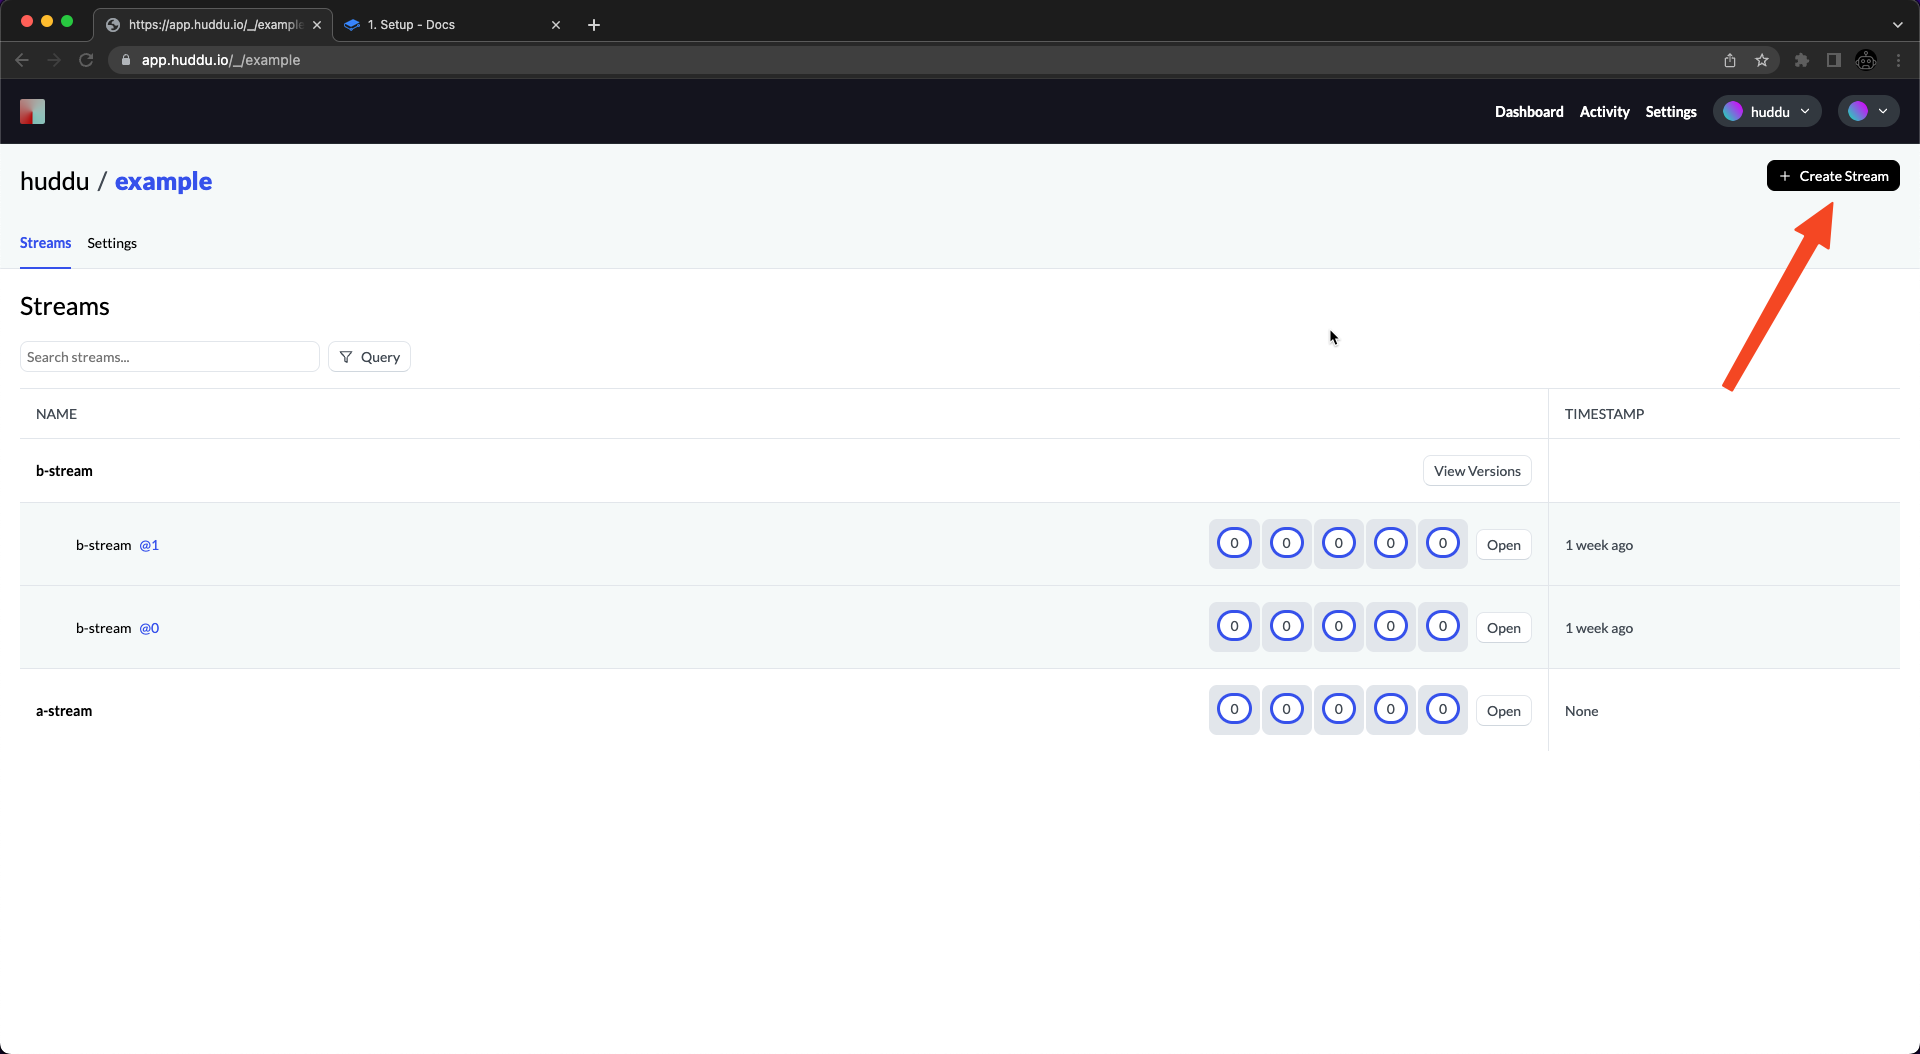 https://app.huddu.io/_/example
1. Setup - Docs
app.huddu.io/_/example
Dashboard Activity Settings huddu
huddu / example
+ Create Stream
Streams Settings
Streams
Search streams... Query
NAME TIMESTAMP
b-stream View Versions
b-stream @1 0 0 0 0 0 Open 1 week ago
b-stream @0 0 0 0 0 0 Open 1 week ago
a-stream 0 0 0 0 0 Open None